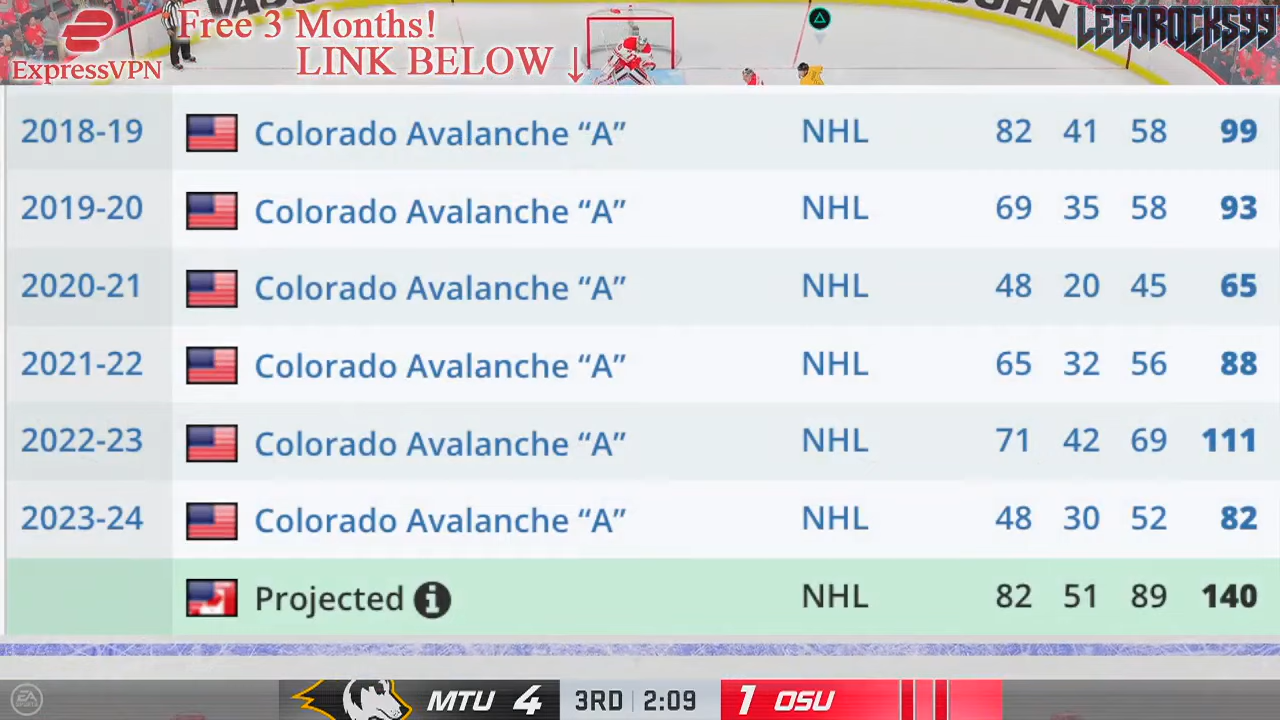 VAUGHN
LEGOROCKS99
Free 3 Months!
LINK BELOW ↓
ExpressVPN
2018-19 Colorado Avalanche “A” NHL 82 41 58 99
2019-20 Colorado Avalanche “A” NHL 69 35 58 93
2020-21 Colorado Avalanche “A” NHL 48 20 45 65
2021-22 Colorado Avalanche “A” NHL 65 32 56 88
2022-23 Colorado Avalanche “A” NHL 71 42 69 111
2023-24 Colorado Avalanche “A” NHL 48 30 52 82
Projected i NHL 82 51 89 140
EA SPORTS MTU 4 3RD 2:09 1 OSU